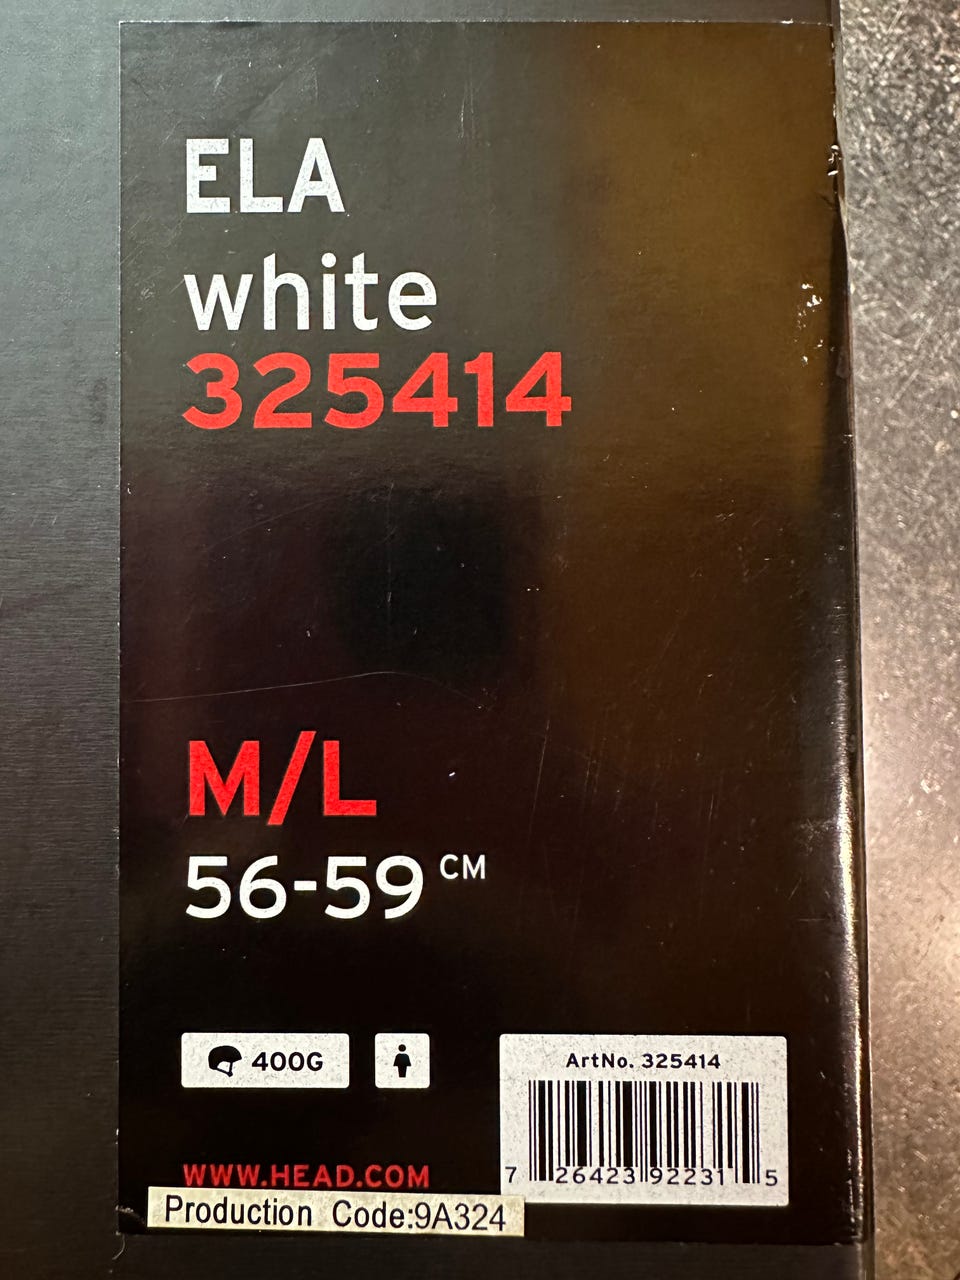 ELA
white
325414
M/L
56-59 CM
400G
ArtNo. 325414
7 26423 92231 5
WWW.HEAD.COM
Production Code:9A324